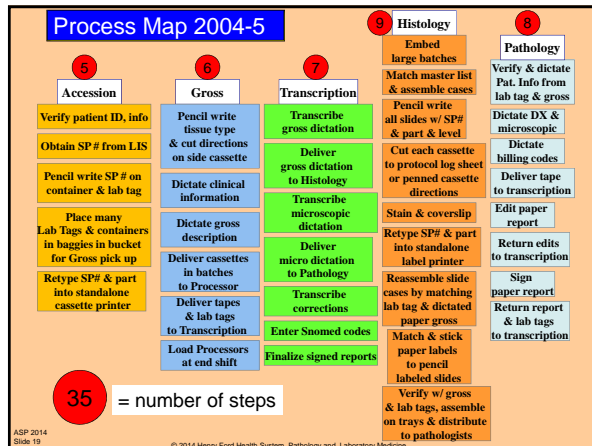 Process Map 2004-5
5
Accession
Verify patient ID, info
Obtain SP # from LIS
Pencil write SP # on
container & lab tag
Place many
Lab Tags & containers
in baggies in bucket
for Gross pick up
Retype SP# & part
into standalone
cassette printer
6
Gross
Pencil write
tissue type
& cut directions
on side cassette
Dictate clinical
information
Dictate gross
description
Deliver cassettes
in batches
to Processor
Deliver tapes
& lab tags
to Transcription
Load Processors
at end shift
7
Transcription
Transcribe
gross dictation
Deliver
gross dictation
to Histology
Transcribe
microscopic
dictation
Deliver
micro dictation
to Pathology
Transcribe
corrections
Enter Snomed codes
Finalize signed reports
9
Histology
Embed
large batches
Match master list
& assemble cases
Pencil write
all slides w/ SP#
& part & level
Cut each cassette
to protocol log sheet
or penned cassette
directions
Stain & coverslip
Retype SP# & part
into standalone
label printer
Reassemble slide
cases by matching
lab tag & dictated
paper gross
Match & stick
paper labels
to pencil
labeled slides
Verify w/ gross
& lab tags, assemble
on trays & distribute
to pathologists
8
Pathology
Verify & dictate
Pat. Info from
lab tag & gross
Dictate DX &
microscopic
Dictate
billing codes
Deliver tape
to transcription
Edit paper
report
Return edits
to transcription
Sign
paper report
Return report
& lab tags
to transcription
35 = number of steps
ASP 2014
Slide 19
© 2014 Henry Ford Health System, Pathology and Laboratory Medicine